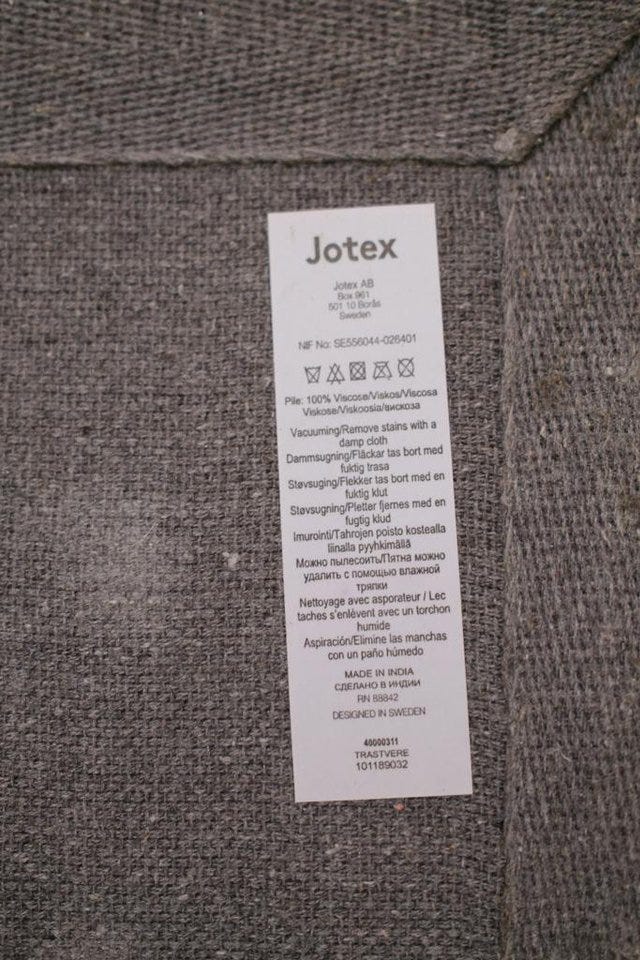 Jotex
Jotex AB
Box 961
501 10 Borås
Sweden
NIF No: SE556044-026401
Pile: 100% Viscose/Viskos/Viscosa
Viskose/Viskoosia/вискоза
Vacuuming/Remove stains with a
damp cloth
Dammsugning/Fläckar tas bort med
fuktig trasa
Støvsuging/Flekker tas bort med en
fuktig klut
Støvsugning/Pletter fjernes med en
fugtig klud
Imurointi/Tahrojen poisto kostealla
liinalla pyyhkimällä
Можно пылесоить/Пятна можно
удалить с помощью влажной
тряпки
Nettoyage avec asporateur / Lec
taches s'enlèvent avec un torchon
humide
Aspiración/Elimine las manchas
con un paño húmedo
MADE IN INDIA
СДЕЛАНО В ИНДИИ
RN 88842
DESIGNED IN SWEDEN
40000311
TRASTVERE
101189032